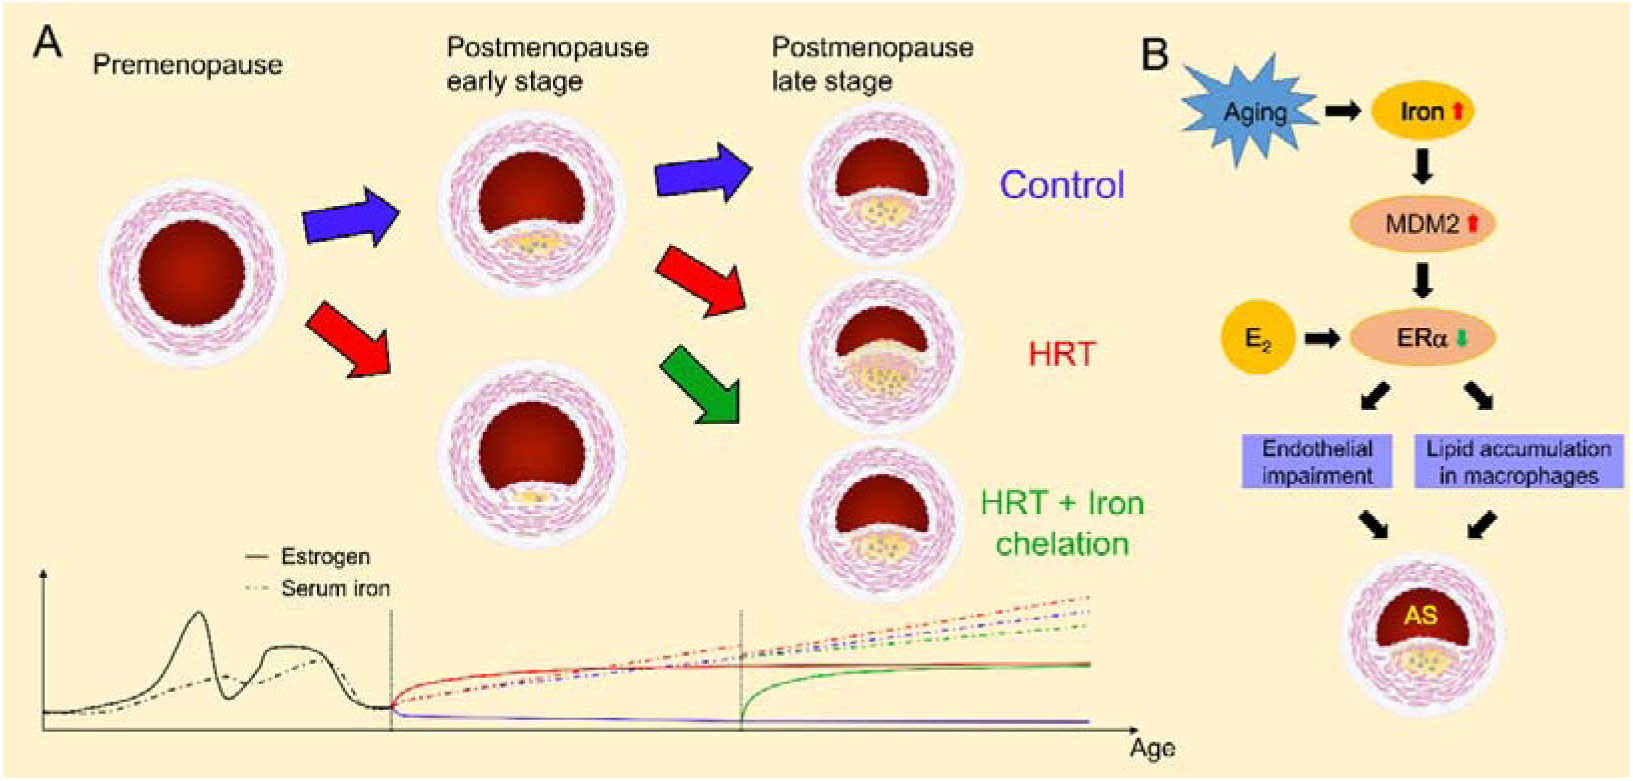 A
Premenopause
Postmenopause
early stage
Postmenopause
late stage
Control
HRT
HRT + Iron
chelation
Estrogen
Serum iron
Age
B
Aging
Iron
MDM2
E2
ERα
Endothelial
impairment
Lipid accumulation
in macrophages
AS